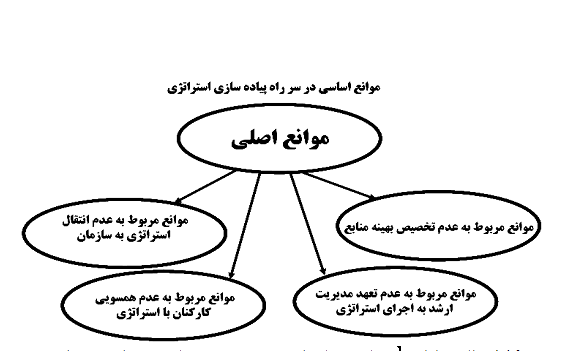 موانع اساسی در سر راه پیاده سازی استراتژی
موانع اصلی
موانع مربوط به عدم تخصیص بهینه منابع
موانع مربوط به عدم انتقال
استراتژی به سازمان
موانع مربوط به عدم تعهد مدیریت
ارشد به اجرای استراتژی
موانع مربوط به عدم همسویی
کارکنان با استراتژی